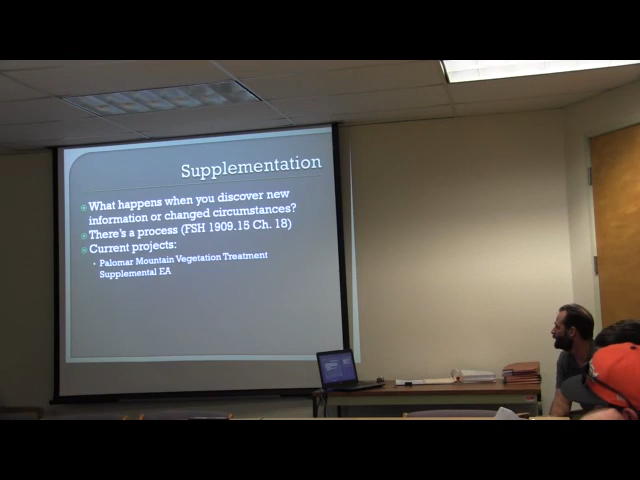 Supplementation
What happens when you discover new
information or changed circumstances?
There's a process (FSH 1909.15 Ch. 18)
Current projects:
Palomar Mountain Vegetation Treatment
Supplemental EA